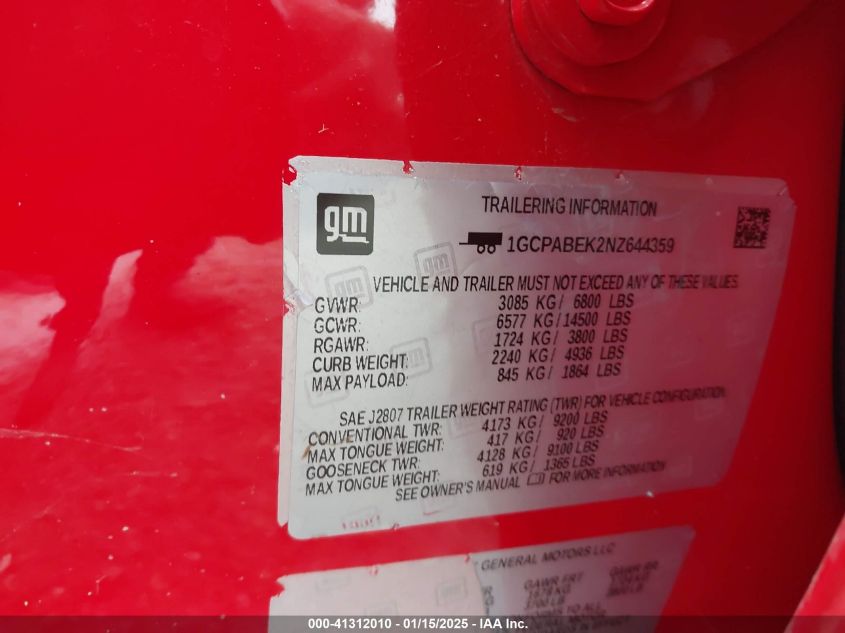 gm
TRAILERING INFORMATION
1GCPABEK2NZ644359
VEHICLE AND TRAILER MUST NOT EXCEED ANY OF THESE VALUES.
GVWR: 3085 KG/ 6800 LBS
GCWR: 6577 KG/14500 LBS
RGAWR: 1724 KG/ 3800 LBS
CURB WEIGHT: 2240 KG/ 4936 LBS
MAX PAYLOAD: 845 KG/ 1864 LBS
SAE J2807 TRAILER WEIGHT RATING (TWR) FOR VEHICLE CONFIGURATION
CONVENTIONAL TWR: 4173 KG/ 9200 LBS
MAX TONGUE WEIGHT: 417 KG/ 920 LBS
GOOSENECK TWR: 4128 KG/ 9100 LBS
MAX TONGUE WEIGHT: 619 KG/ 1365 LBS
SEE OWNER'S MANUAL FOR MORE INFORMATION
GENERAL MOTORS LLC
GAWR FRT GAWR RR
000-41312010 - 01/15/2025 - IAA Inc.